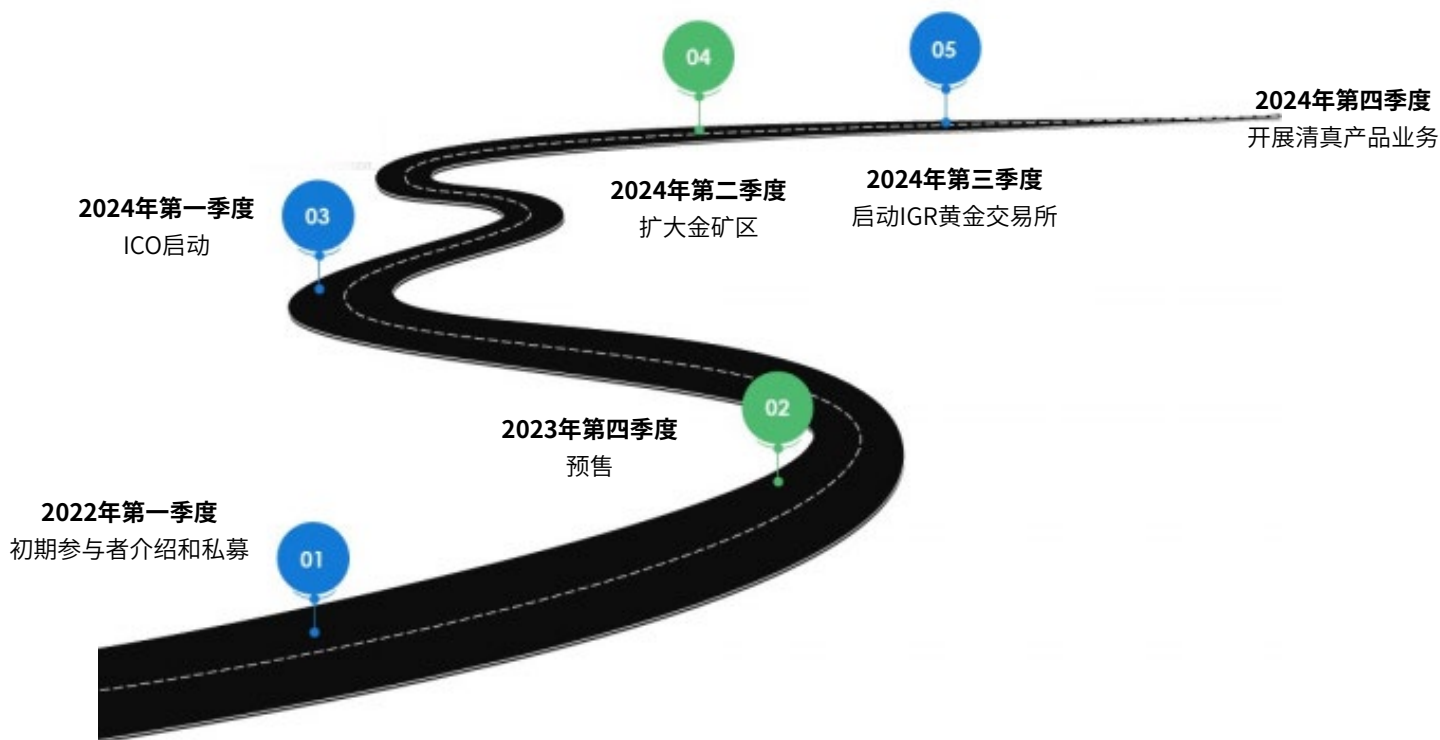 04
05
2024年第四季度
开展清真产品业务
2024年第一季度
ICO启动
03
2024年第二季度
扩大金矿区
2024年第三季度
启动IGR黄金交易所
02
2023年第四季度
预售
2022年第一季度
初期参与者介绍和私募
01